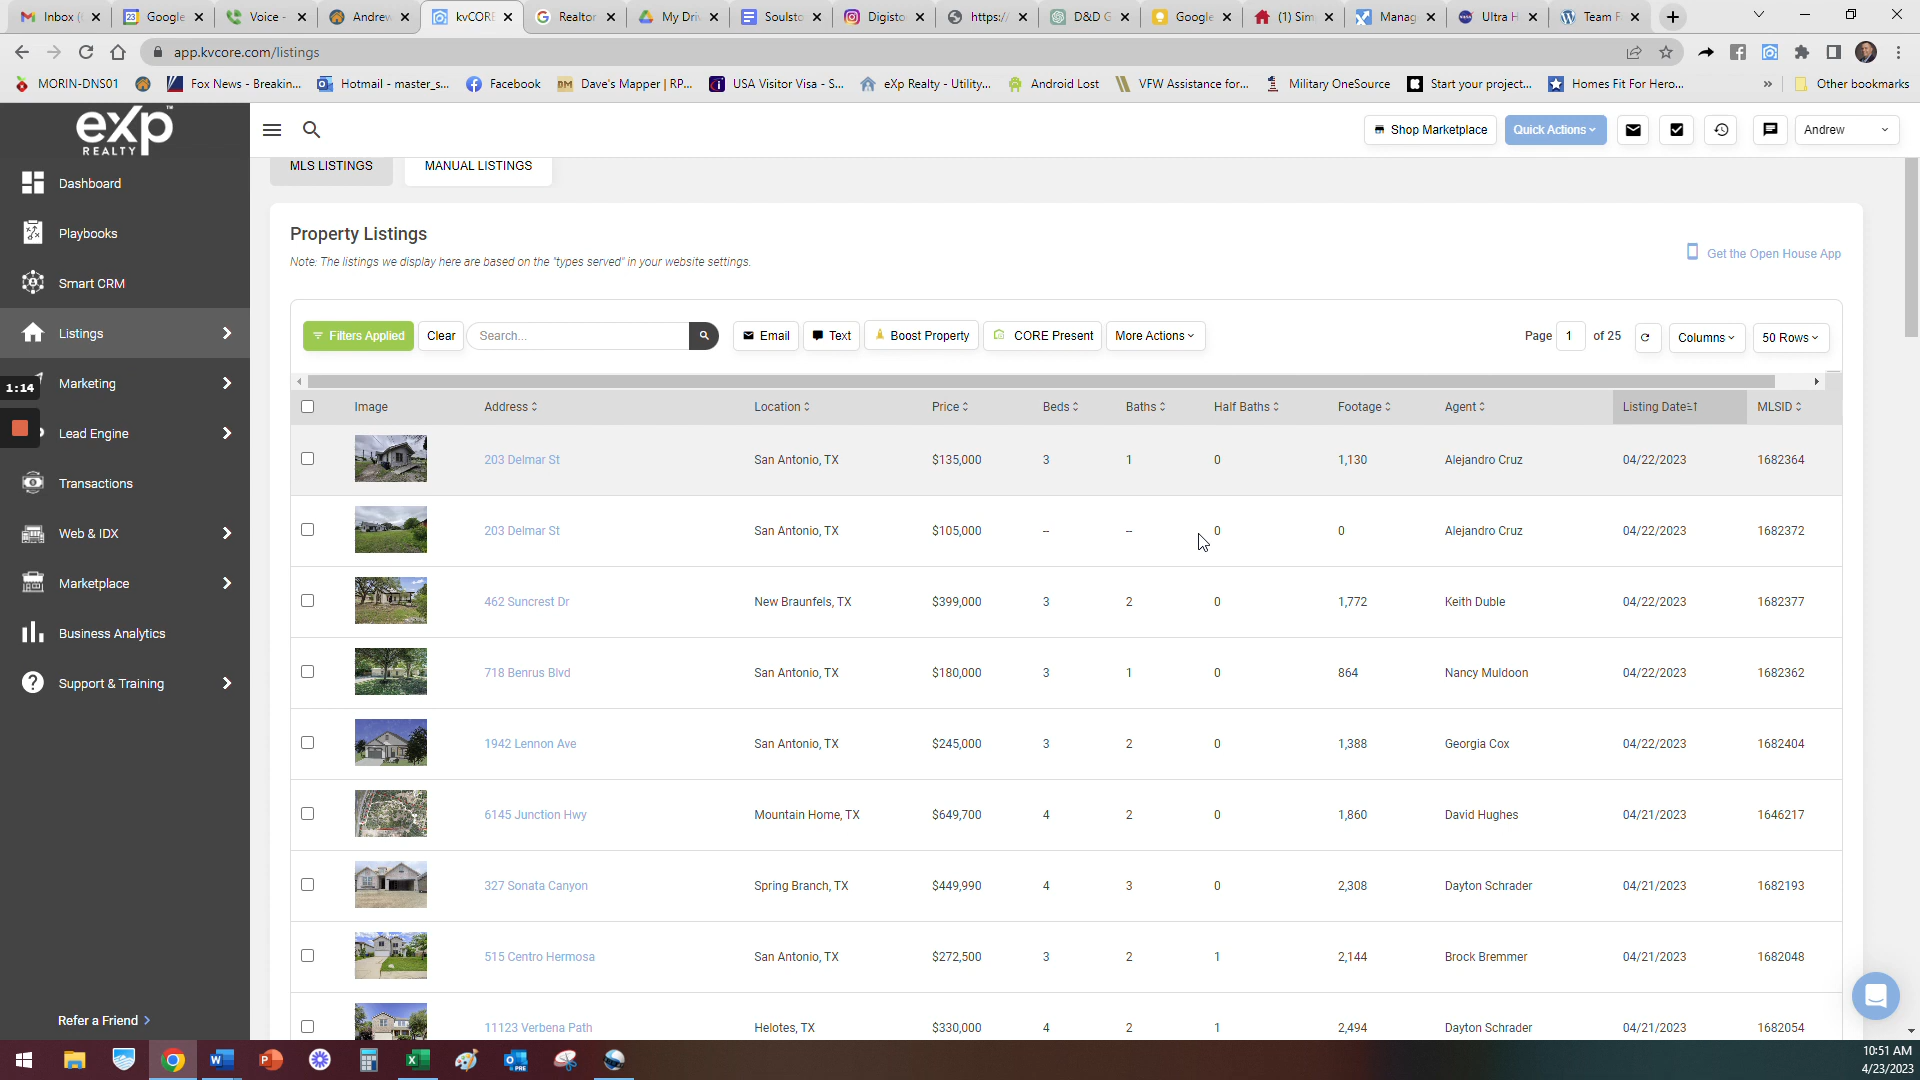 Inbox (
Google
Voice -
Andrew
kvCORE
Realtor
My Driv
Soulsto
Digisto
https:/
D&D G
Google
(1) Sim
Manag
Ultra H
Team F
app.kvcore.com/listings
MORIN-DNS01
Fox News - Breakin...
Hotmail - master_s...
Facebook
DM Dave's Mapper | RP...
USA Visitor Visa - S...
eXp Realty - Utility...
Android Lost
VFW Assistance for...
Military OneSource
Start your project...
Homes Fit For Hero...
»
Other bookmarks
eXp™
REALTY
Shop Marketplace
Quick Actions
Andrew
Dashboard
Playbooks
Smart CRM
Listings
Marketing
1:14
Lead Engine
Transactions
Web & IDX
Marketplace
Business Analytics
Support & Training
Refer a Friend >
MLS LISTINGS
MANUAL LISTINGS
Property Listings
Note: The listings we display here are based on the "types served" in your website settings.
Get the Open House App
Filters Applied
Clear
Search...
Email
Text
Boost Property
CORE Present
More Actions
Page 1 of 25
Columns
50 Rows
Image Address Location Price Beds Baths Half Baths Footage Agent Listing Date MLSID
203 Delmar St San Antonio, TX $135,000 3 1 0 1,130 Alejandro Cruz 04/22/2023 1682364
203 Delmar St San Antonio, TX $105,000 -- -- 0 0 Alejandro Cruz 04/22/2023 1682372
462 Suncrest Dr New Braunfels, TX $399,000 3 2 0 1,772 Keith Duble 04/22/2023 1682377
718 Benrus Blvd San Antonio, TX $180,000 3 1 0 864 Nancy Muldoon 04/22/2023 1682362
1942 Lennon Ave San Antonio, TX $245,000 3 2 0 1,388 Georgia Cox 04/22/2023 1682404
6145 Junction Hwy Mountain Home, TX $649,700 4 2 0 1,860 David Hughes 04/21/2023 1646217
327 Sonata Canyon Spring Branch, TX $449,990 4 3 0 2,308 Dayton Schrader 04/21/2023 1682193
515 Centro Hermosa San Antonio, TX $272,500 3 2 1 2,144 Brock Bremmer 04/21/2023 1682048
11123 Verbena Path Helotes, TX $330,000 4 2 1 2,494 Dayton Schrader 04/21/2023 1682054
10:51 AM
4/23/2023